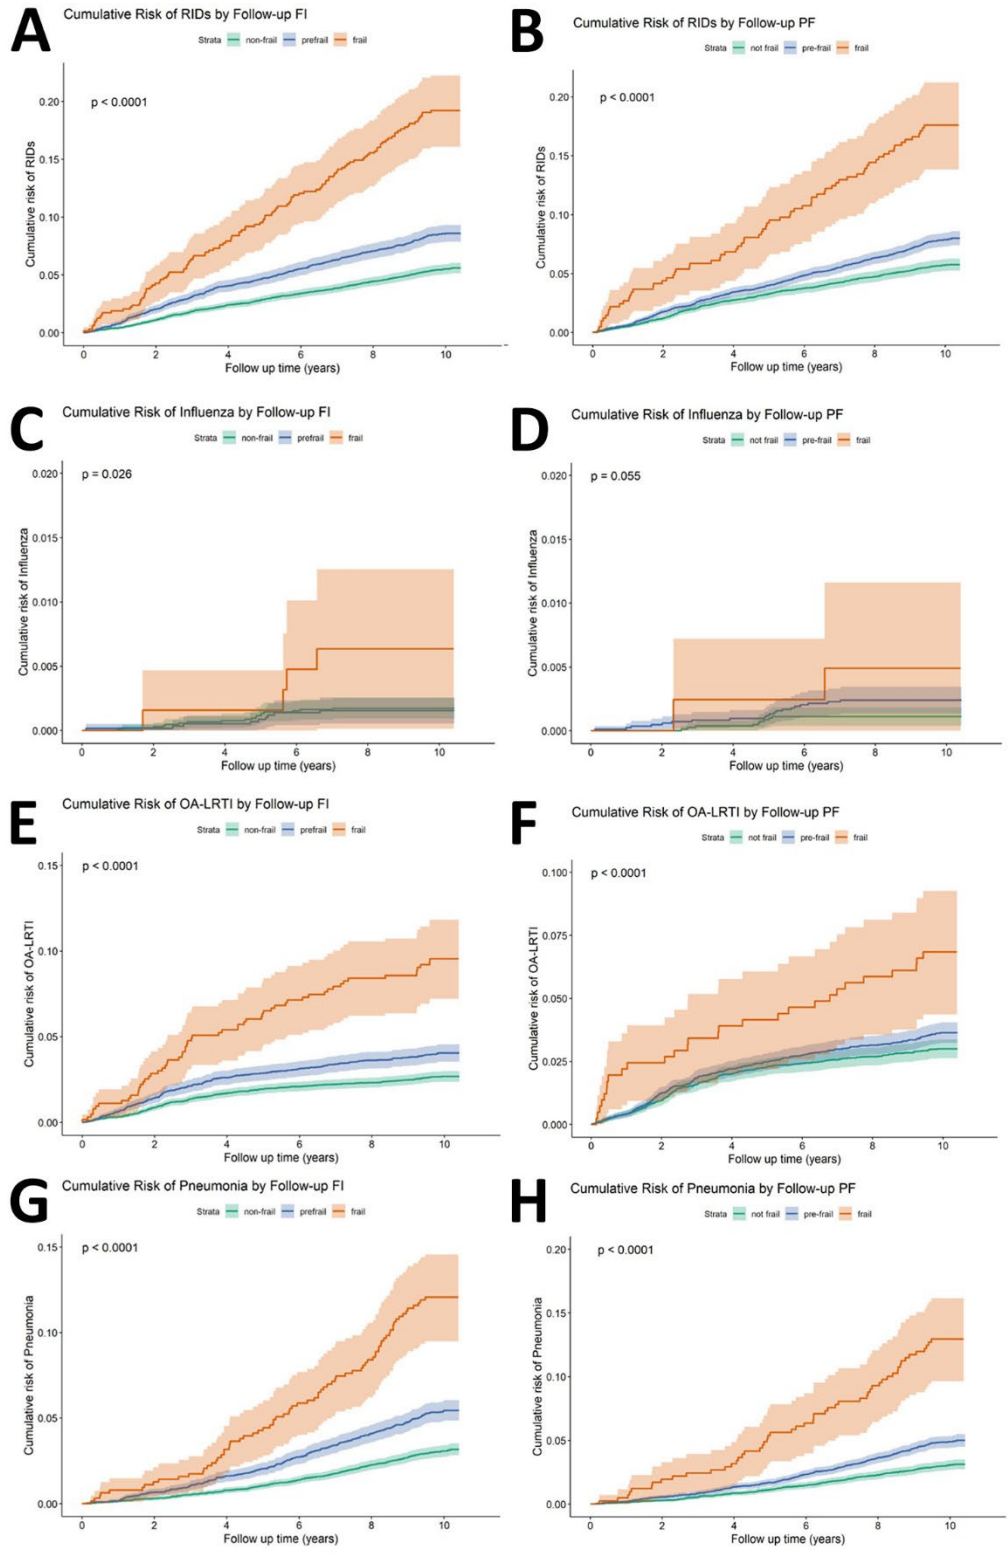 A
Cumulative Risk of RIDs by Follow-up FI
Strata non-frail prefrail frail
p < 0.0001
Cumulative risk of RIDs
0.20
0.15
0.10
0.05
0.00
0 2 4 6 8 10
Follow up time (years)
B
Cumulative Risk of RIDs by Follow-up PF
Strata not frail pre-frail frail
p < 0.0001
Cumulative risk of RIDs
0.20
0.15
0.10
0.05
0.00
0 2 4 6 8 10
Follow up time (years)
C
Cumulative Risk of Influenza by Follow-up FI
Strata non-frail prefrail frail
p = 0.026
Cumulative risk of Influenza
0.020
0.015
0.010
0.005
0.000
0 2 4 6 8 10
Follow up time (years)
D
Cumulative Risk of Influenza by Follow-up PF
Strata not frail pre-frail frail
p = 0.055
Cumulative risk of Influenza
0.020
0.015
0.010
0.005
0.000
0 2 4 6 8 10
Follow up time (years)
E
Cumulative Risk of OA-LRTI by Follow-up FI
Strata non-frail prefrail frail
p < 0.0001
Cumulative risk of OA-LRTI
0.15
0.10
0.05
0.00
0 2 4 6 8 10
Follow up time (years)
F
Cumulative Risk of OA-LRTI by Follow-up PF
Strata not frail pre-frail frail
p < 0.0001
Cumulative risk of OA-LRTI
0.100
0.075
0.050
0.025
0.000
0 2 4 6 8 10
Follow up time (years)
G
Cumulative Risk of Pneumonia by Follow-up FI
Strata non-frail prefrail frail
p < 0.0001
Cumulative risk of Pneumonia
0.15
0.10
0.05
0.00
0 2 4 6 8 10
Follow up time (years)
H
Cumulative Risk of Pneumonia by Follow-up PF
Strata not frail pre-frail frail
p < 0.0001
Cumulative risk of Pneumonia
0.20
0.15
0.10
0.05
0.00
0 2 4 6 8 10
Follow up time (years)